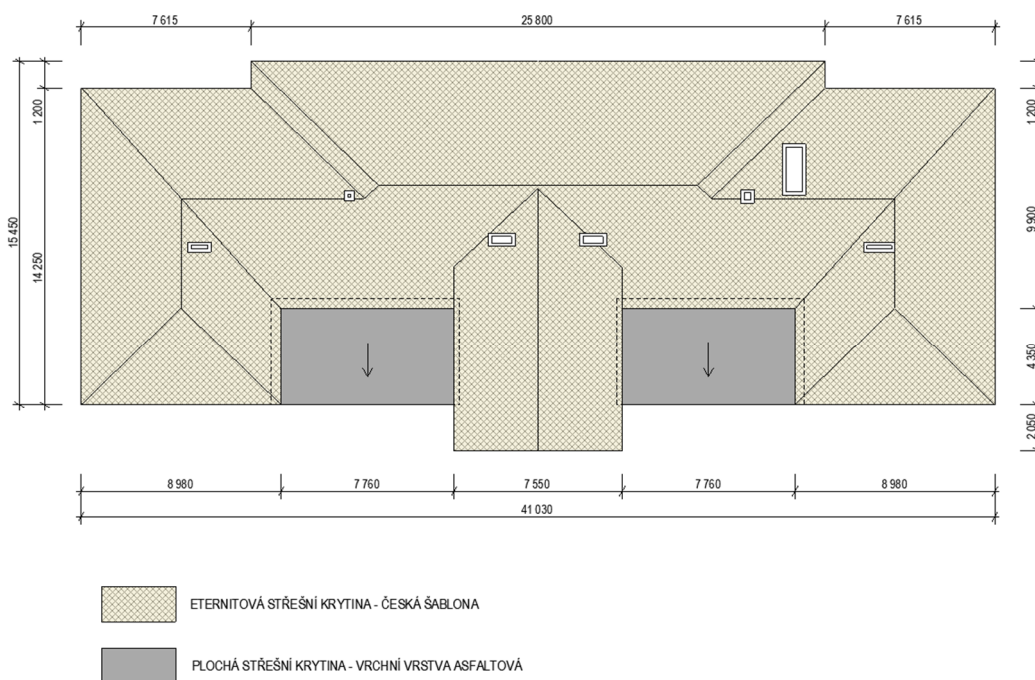 7 615 25 800 7 615
1 200
15 450
14 250
1 200
9 900
4 350
2 050
8 980 7 760 7 550 7 760 8 980
41 030
ETERNITOVÁ STŘEŠNÍ KRYTINA - ČESKÁ ŠABLONA
PLOCHÁ STŘEŠNÍ KRYTINA - VRCHNÍ VRSTVA ASFALTOVÁ